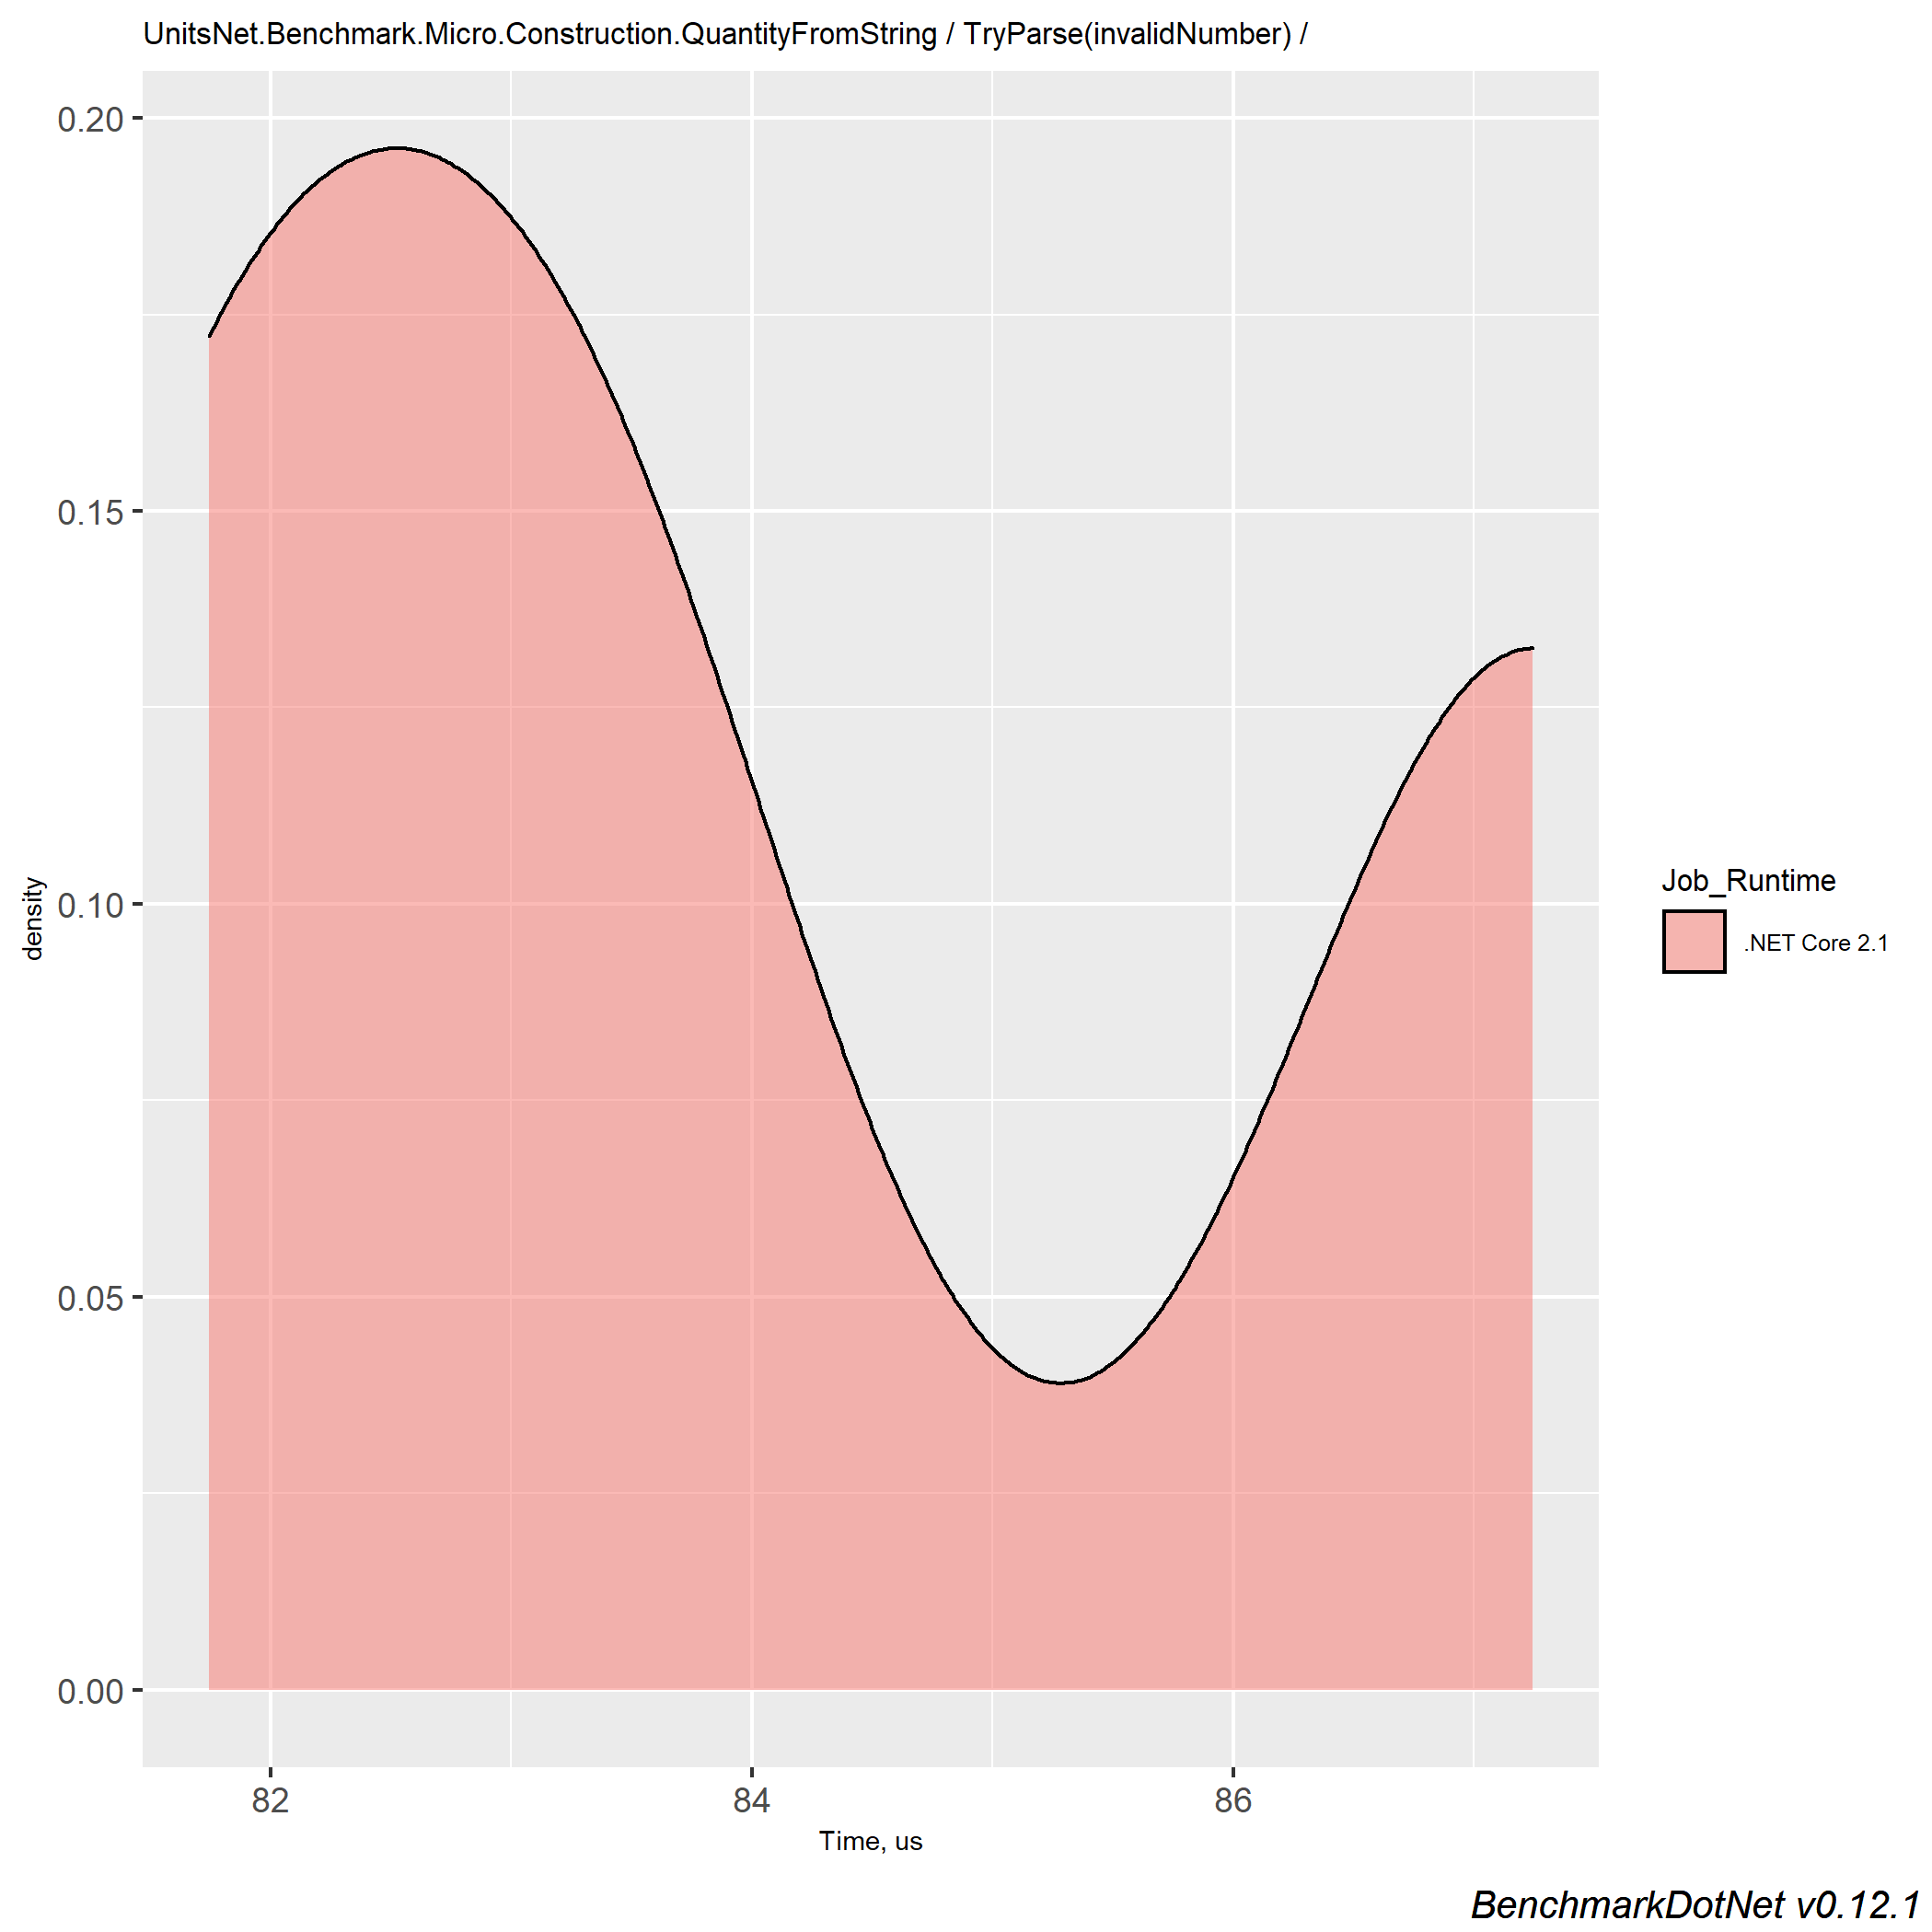 UnitsNet.Benchmark.Micro.Construction.QuantityFromString / TryParse(invalidNumber) /
0.20
0.15
0.10
0.05
0.00
density
82 84 86
Time, us
Job_Runtime
.NET Core 2.1
BenchmarkDotNet v0.12.1